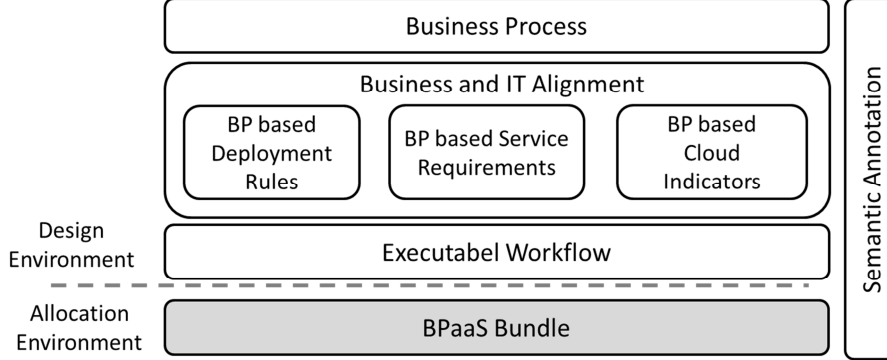 Business Process
Business and IT Alignment
BP based
Deployment
Rules
BP based Service
Requirements
BP based
Cloud
Indicators
Design
Environment
Executabel Workflow
Allocation
Environment
BPaaS Bundle
Semantic Annotation